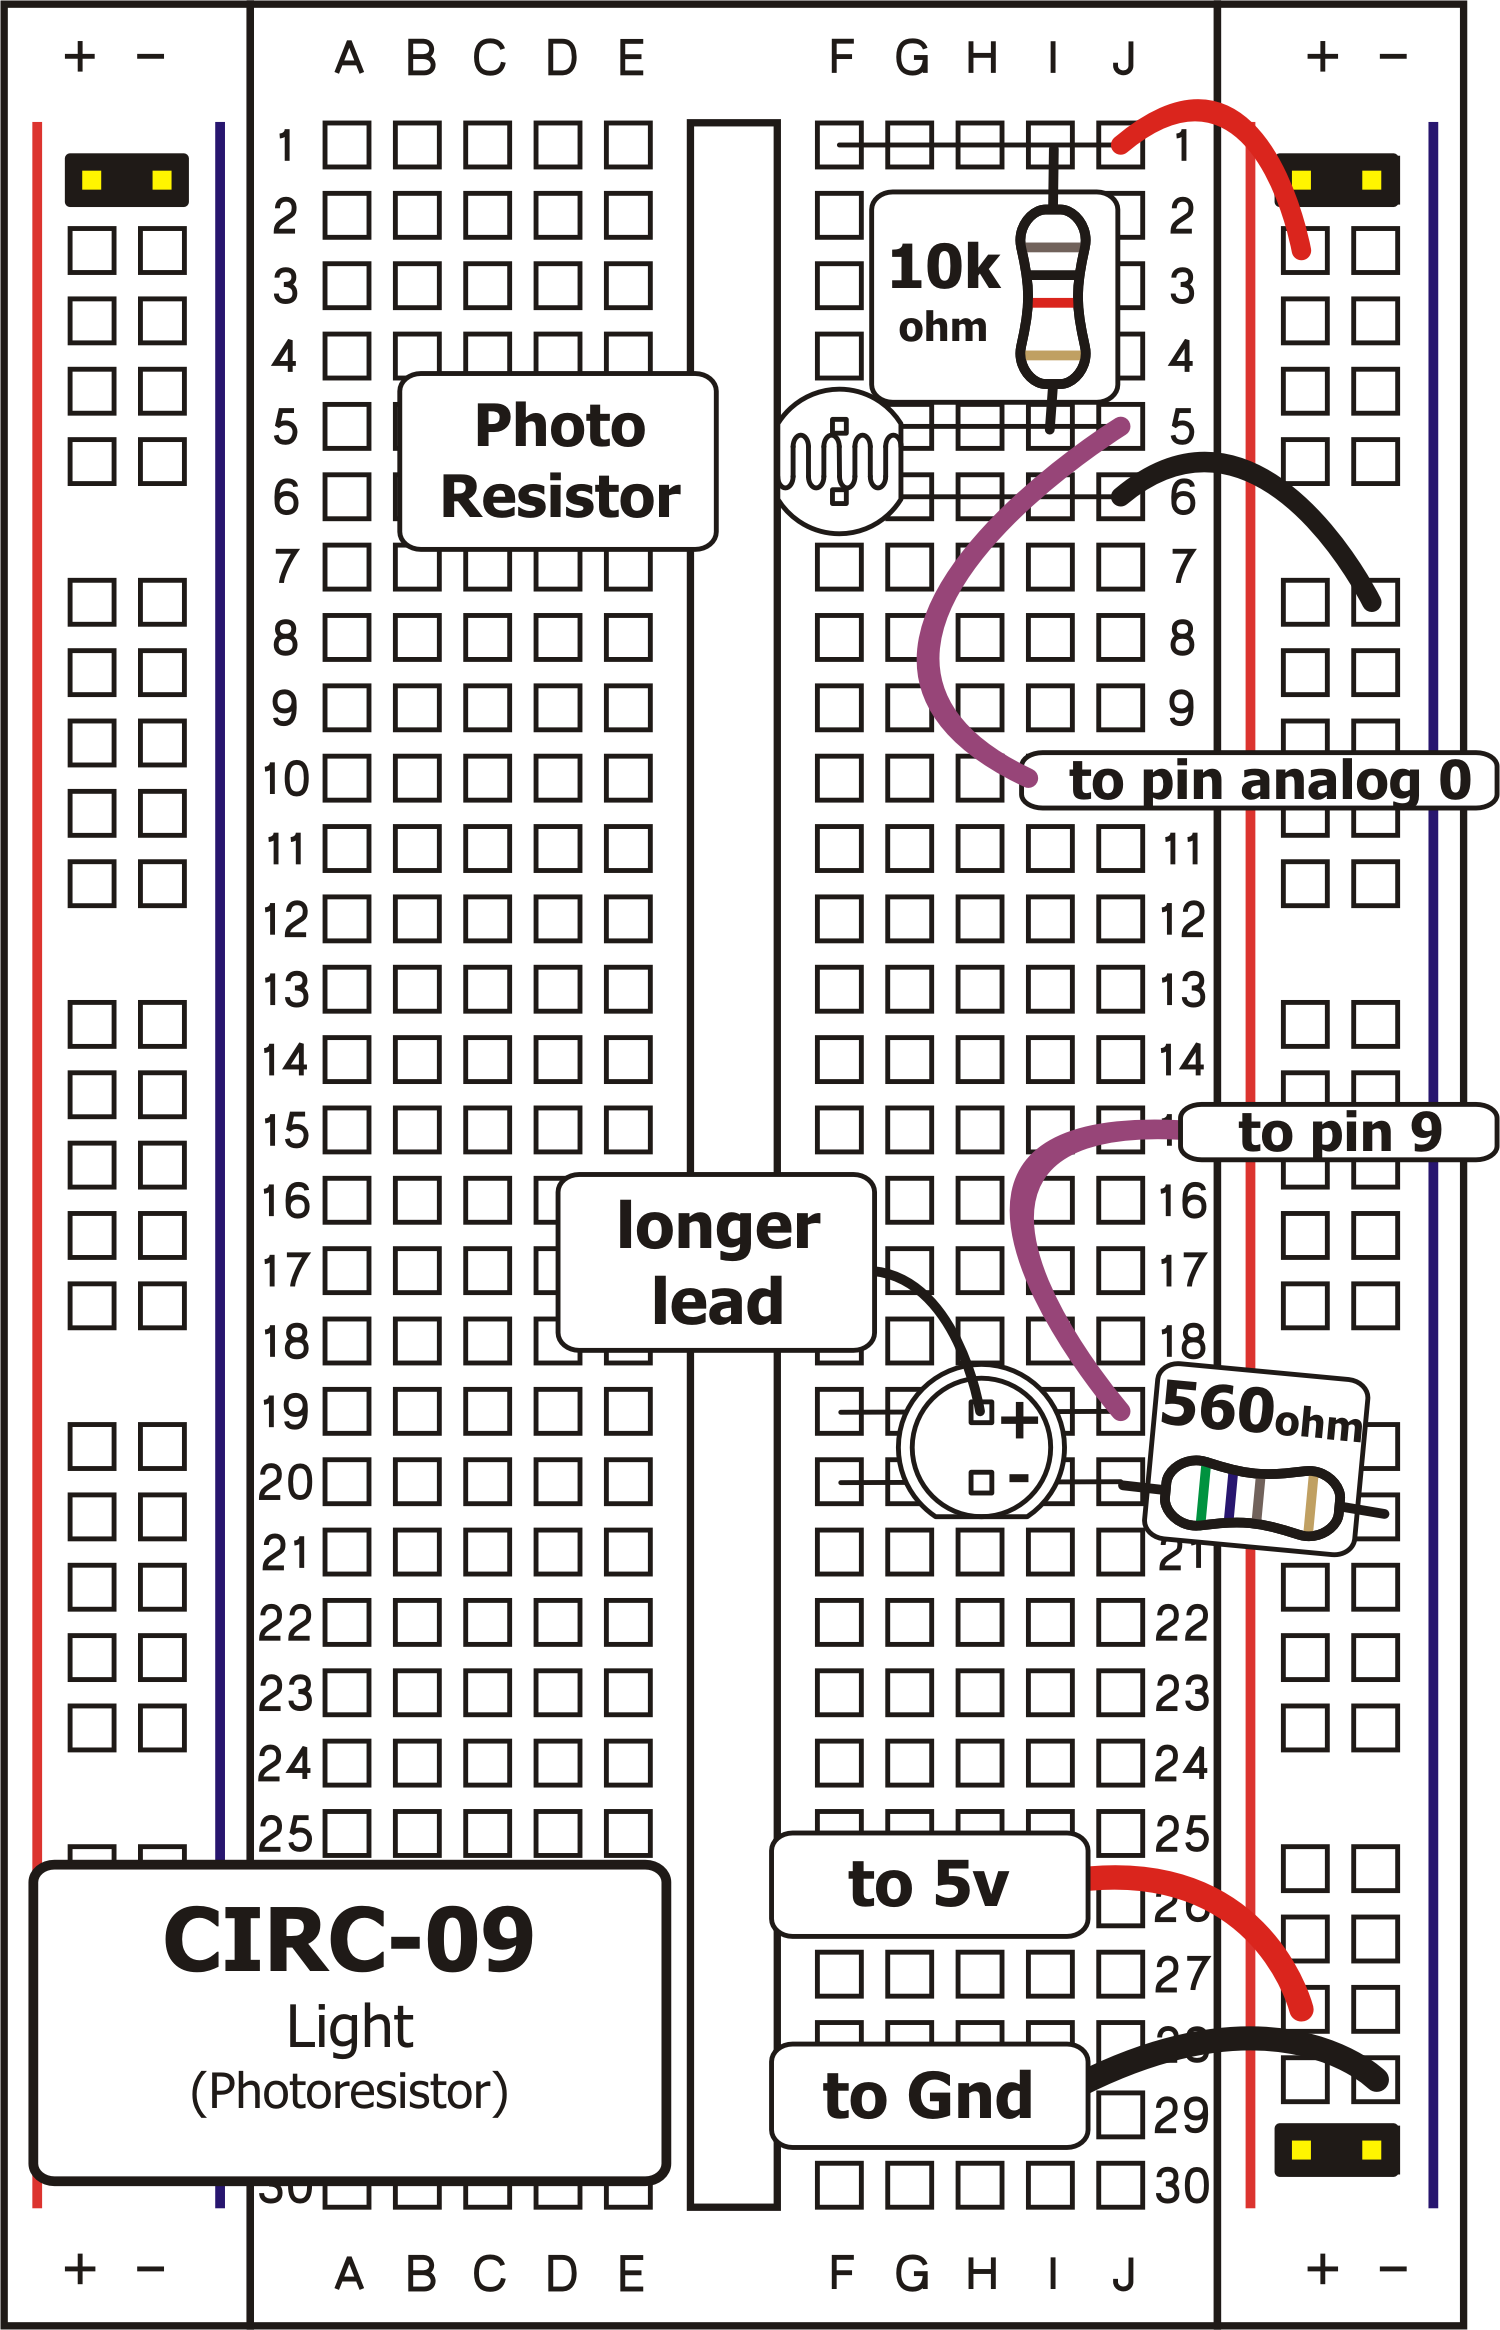 + − A B C D E F G H I J + −
1 1
2 2
10k
ohm
3 3
4 4
Photo
Resistor
5 5
6 6
7 7
8 8
9 9
10 to pin analog 0
11 11
12 12
13 13
14 14
15 to pin 9
16 16
longer
lead
17 17
18 18
19 + 560ohm
20 -
21 21
22 22
23 23
24 24
25 25
to 5v
26
CIRC-09
Light
(Photoresistor)
27
28
to Gnd
29
30 30
+ − A B C D E F G H I J + −